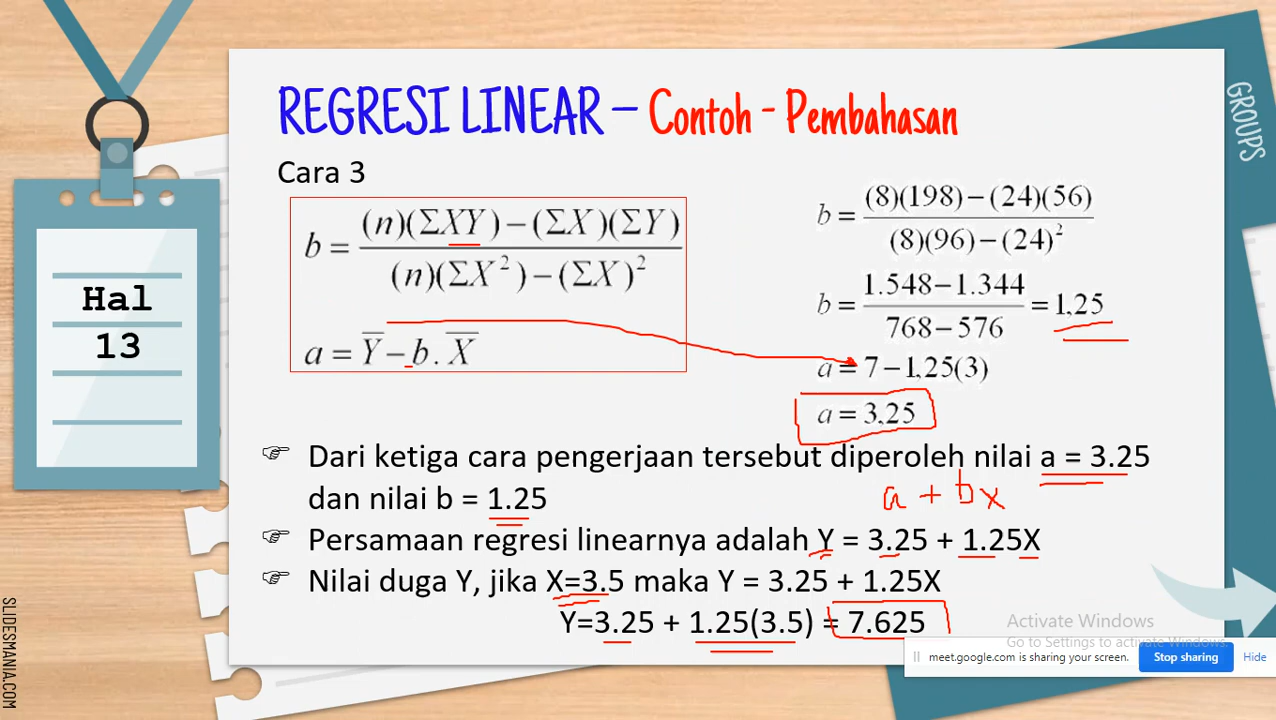 REGRESI LINEAR – Contoh - Pembahasan
GROUPS
Cara 3
Hal
13
b = (n)(ΣXY) – (ΣX)(ΣY) / (n)(ΣX²) – (ΣX)²
a = Y̅ – b. X̅
b = (8)(198) – (24)(56) / (8)(96) – (24)²
b = 1.548 – 1.344 / 768 – 576 = 1,25
a = 7 – 1,25(3)
a = 3,25
☞ Dari ketiga cara pengerjaan tersebut diperoleh nilai a = 3.25
dan nilai b = 1.25
a + bx
☞ Persamaan regresi linearnya adalah Y = 3.25 + 1.25X
☞ Nilai duga Y, jika X=3.5 maka Y = 3.25 + 1.25X
Y=3.25 + 1.25(3.5) = 7.625
Activate Windows
Go to Settings to activate Windows.
meet.google.com is sharing your screen.
Stop sharing
Hide
SLIDESMANIA.COM